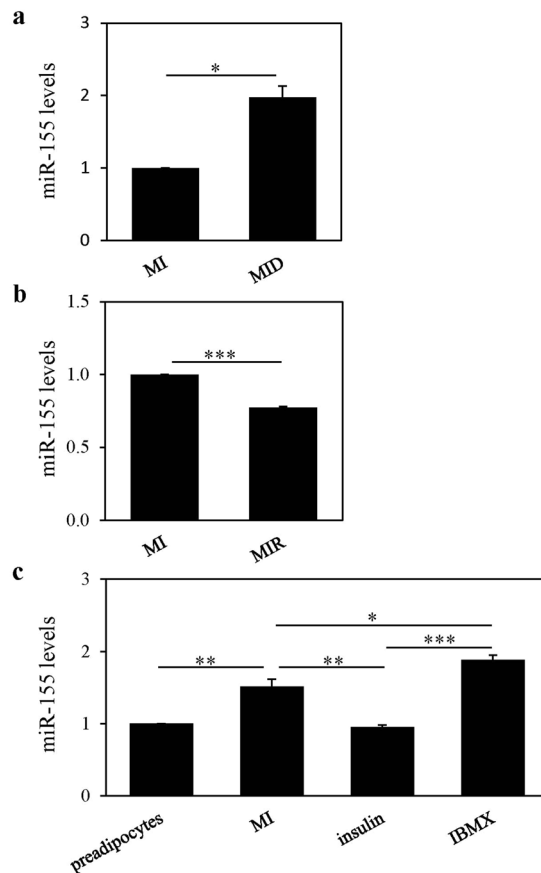 a
3
2
1
0
miR-155 levels
*
MI
MID
b
1.5
1.0
0.5
0.0
miR-155 levels
***
MI
MIR
c
3
2
1
0
miR-155 levels
*
** ** ***
preadipocytes MI insulin IBMX